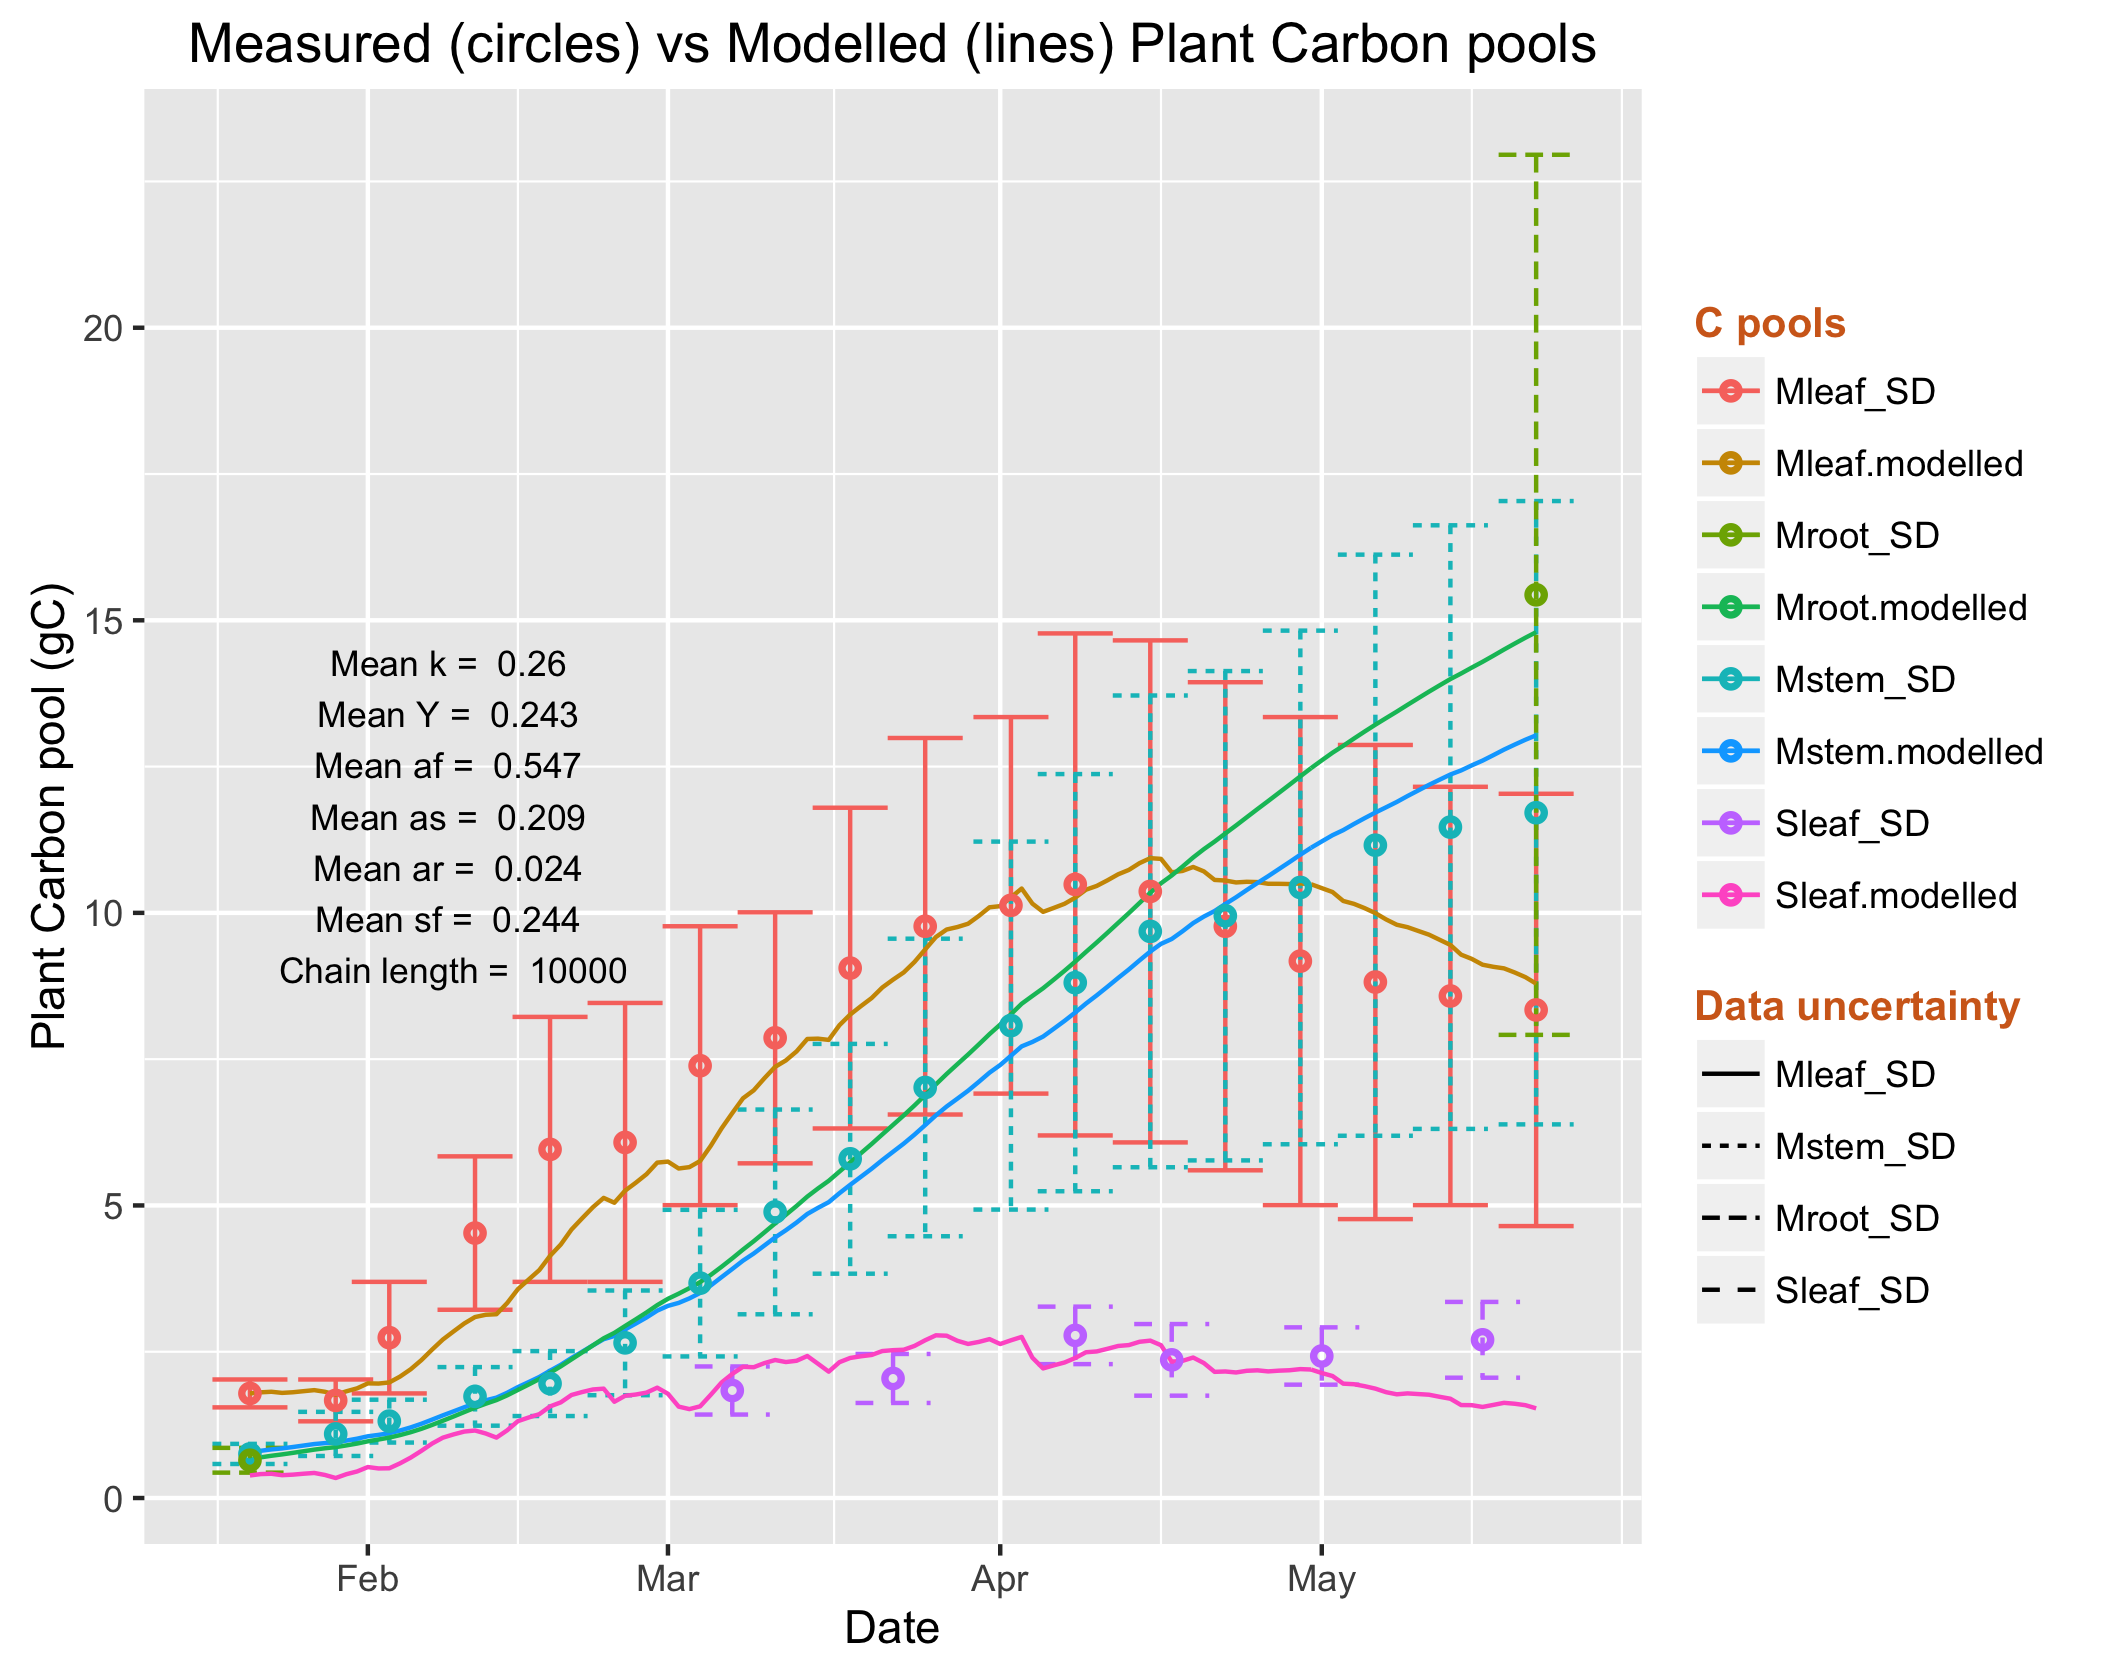 Measured (circles) vs Modelled (lines) Plant Carbon pools
Plant Carbon pool (gC)
20
15
10
5
0
Mean k = 0.26
Mean Y = 0.243
Mean af = 0.547
Mean as = 0.209
Mean ar = 0.024
Mean sf = 0.244
Chain length = 10000
Feb Mar Apr May
Date
C pools
Mleaf_SD
Mleaf.modelled
Mroot_SD
Mroot.modelled
Mstem_SD
Mstem.modelled
Sleaf_SD
Sleaf.modelled
Data uncertainty
Mleaf_SD
Mstem_SD
Mroot_SD
Sleaf_SD